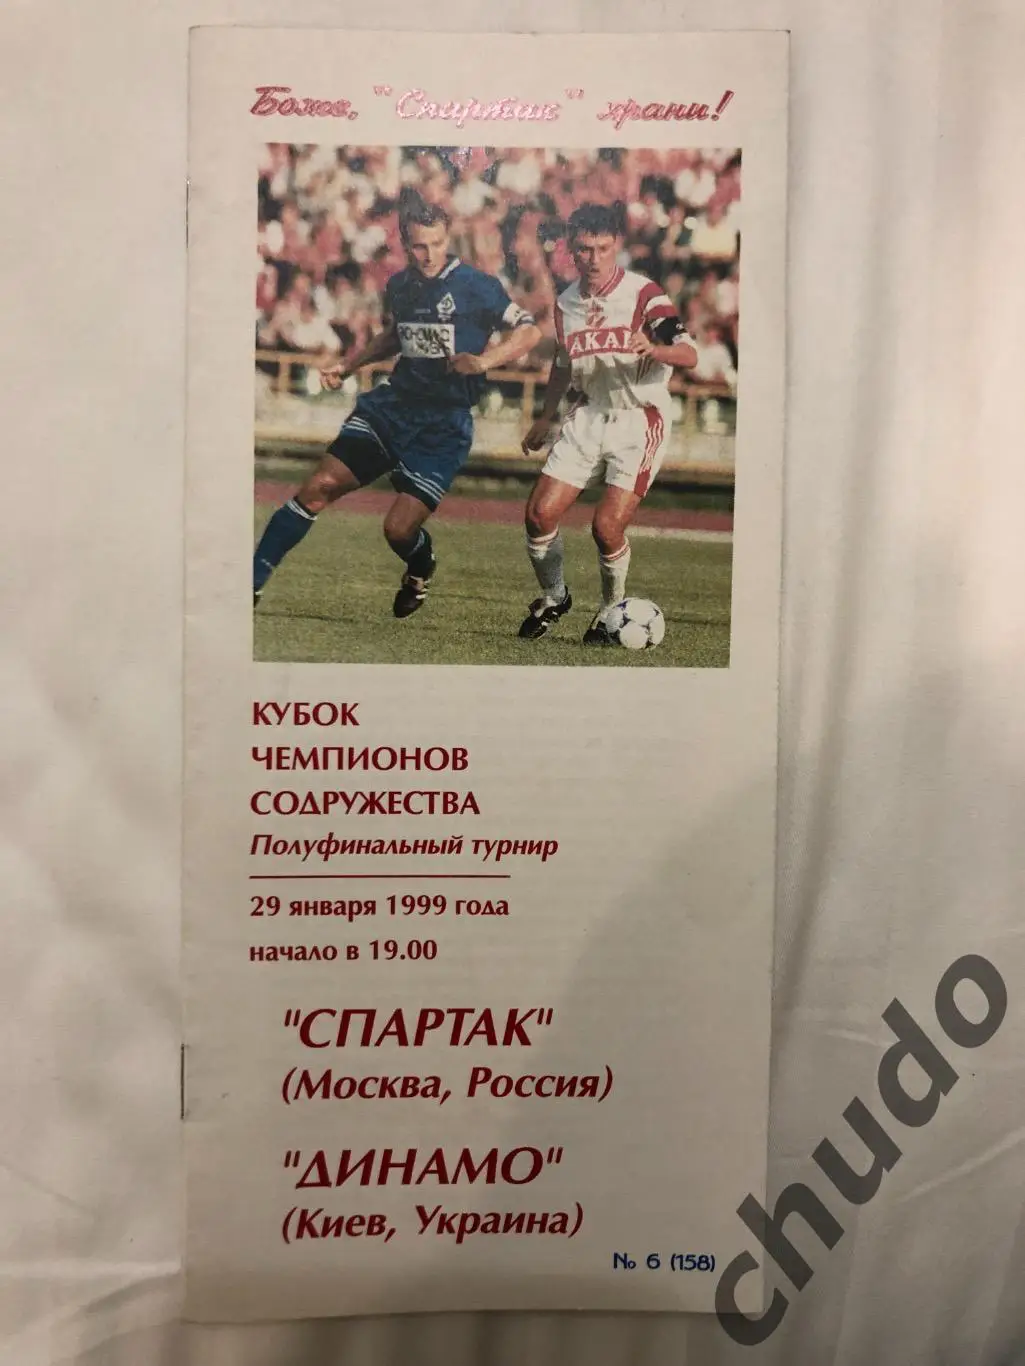 Боже, "Спартак" храни!
AKAI
КУБОК
ЧЕМПИОНОВ
СОДРУЖЕСТВА
Полуфинальный турнир
29 января 1999 года
начало в 19.00
"СПАРТАК"
(Москва, Россия)
"ДИНАМО"
(Киев, Украина)
№ 6 (158)
chudo